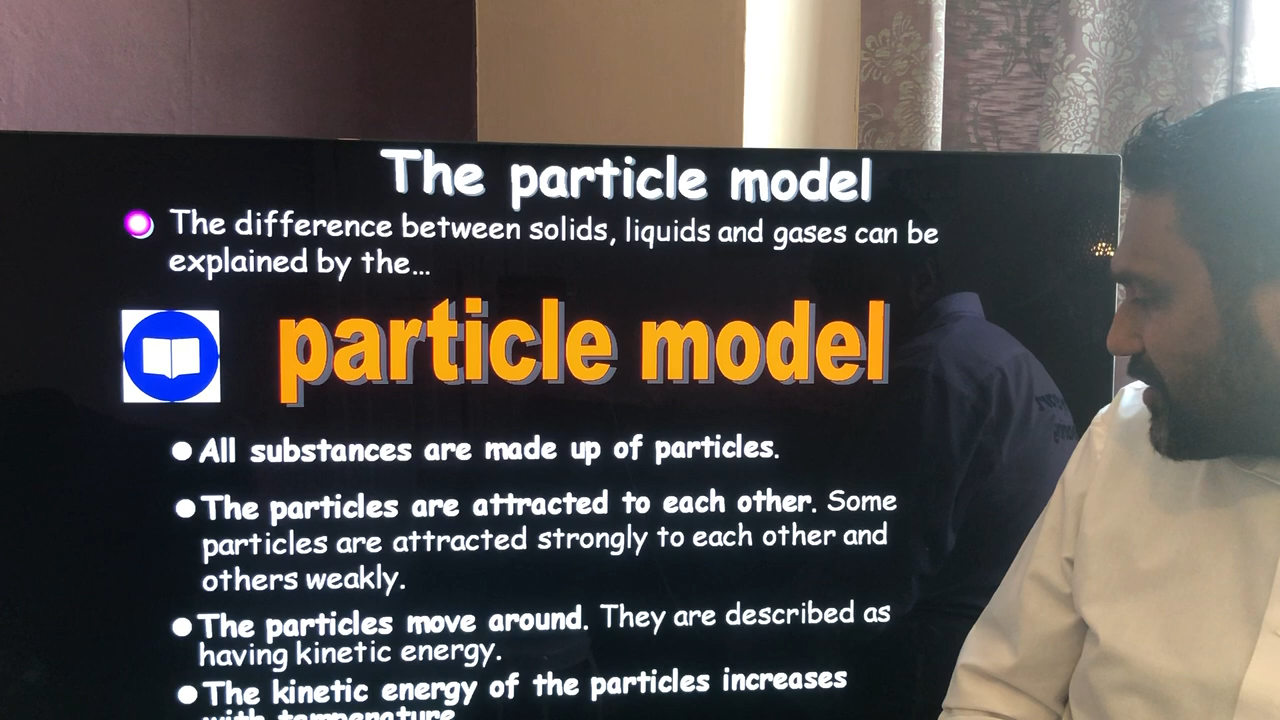 The particle model
The difference between solids, liquids and gases can be
explained by the...
particle model
All substances are made up of particles.
The particles are attracted to each other. Some
particles are attracted strongly to each other and
others weakly.
The particles move around. They are described as
having kinetic energy.
The kinetic energy of the particles increases
with temperature